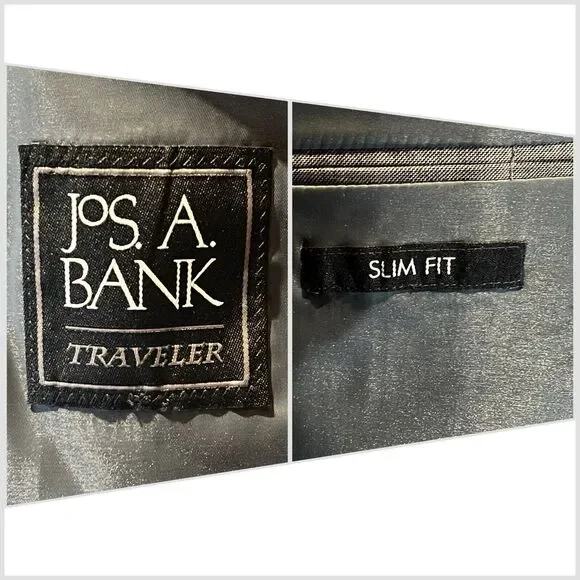 JOS. A.
BANK
TRAVELER
SLIM FIT